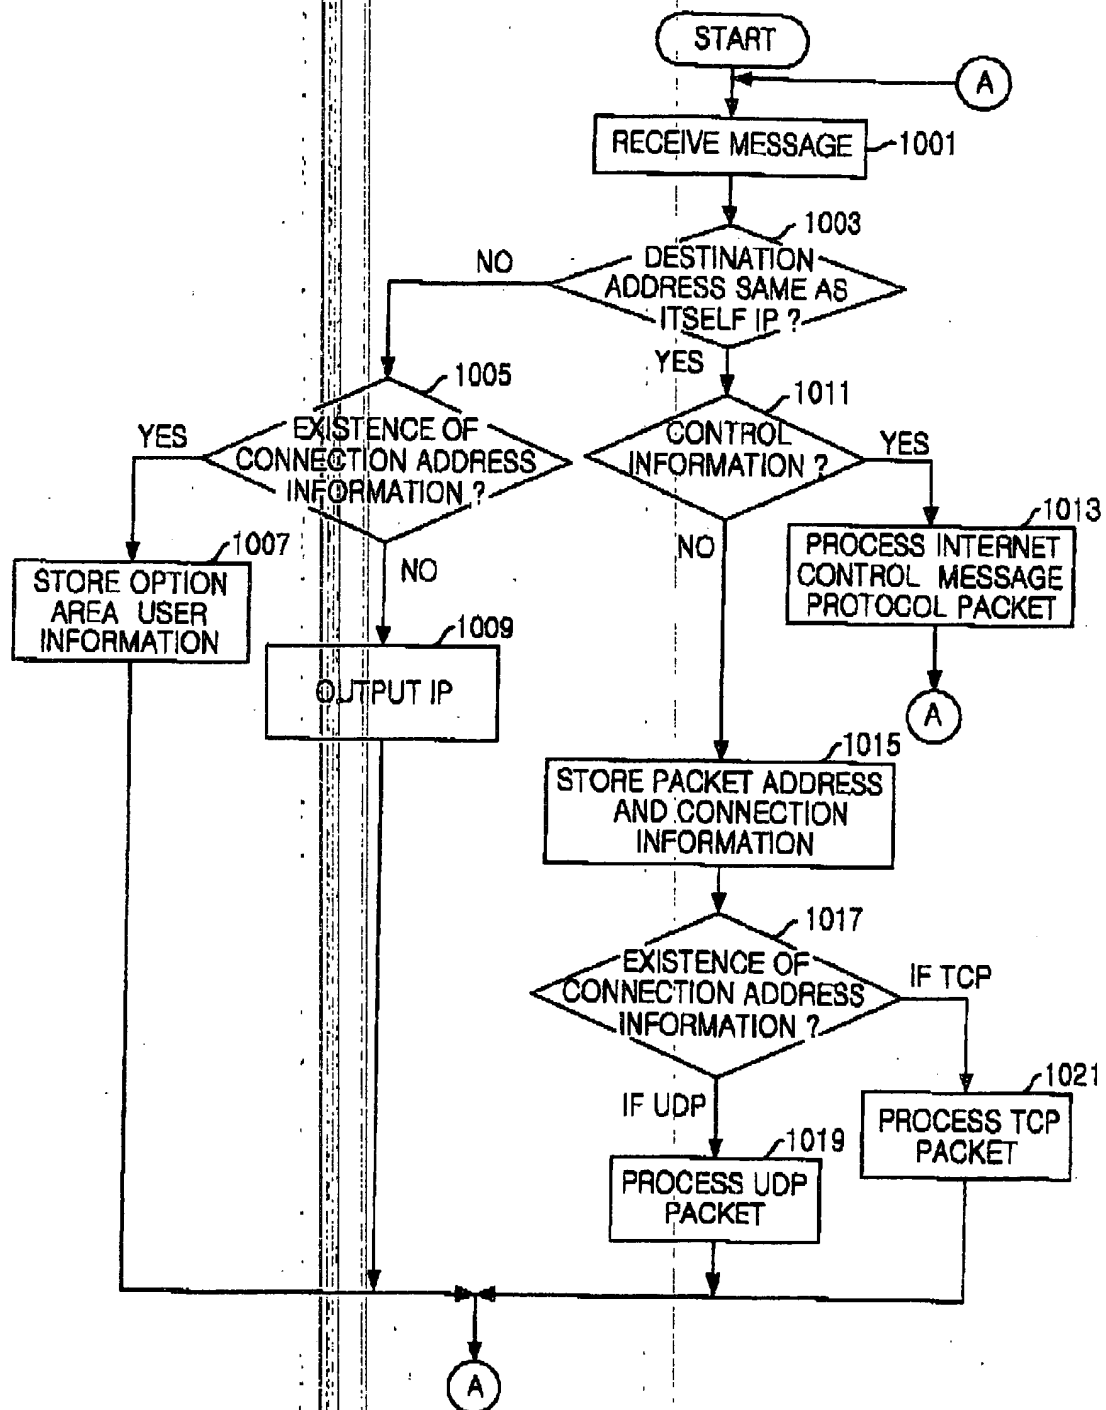 START
A
RECEIVE MESSAGE
1001
1003
DESTINATION
ADDRESS SAME AS
ITSELF IP ?
NO
YES
1005
EXISTENCE OF
CONNECTION ADDRESS
INFORMATION ?
YES
NO
1011
CONTROL
INFORMATION ?
YES
NO
1007
STORE OPTION
AREA USER
INFORMATION
1009
OUTPUT IP
1013
PROCESS INTERNET
CONTROL MESSAGE
PROTOCOL PACKET
A
1015
STORE PACKET ADDRESS
AND CONNECTION
INFORMATION
1017
EXISTENCE OF
CONNECTION ADDRESS
INFORMATION ?
IF TCP
IF UDP
1021
PROCESS TCP
PACKET
1019
PROCESS UDP
PACKET
A